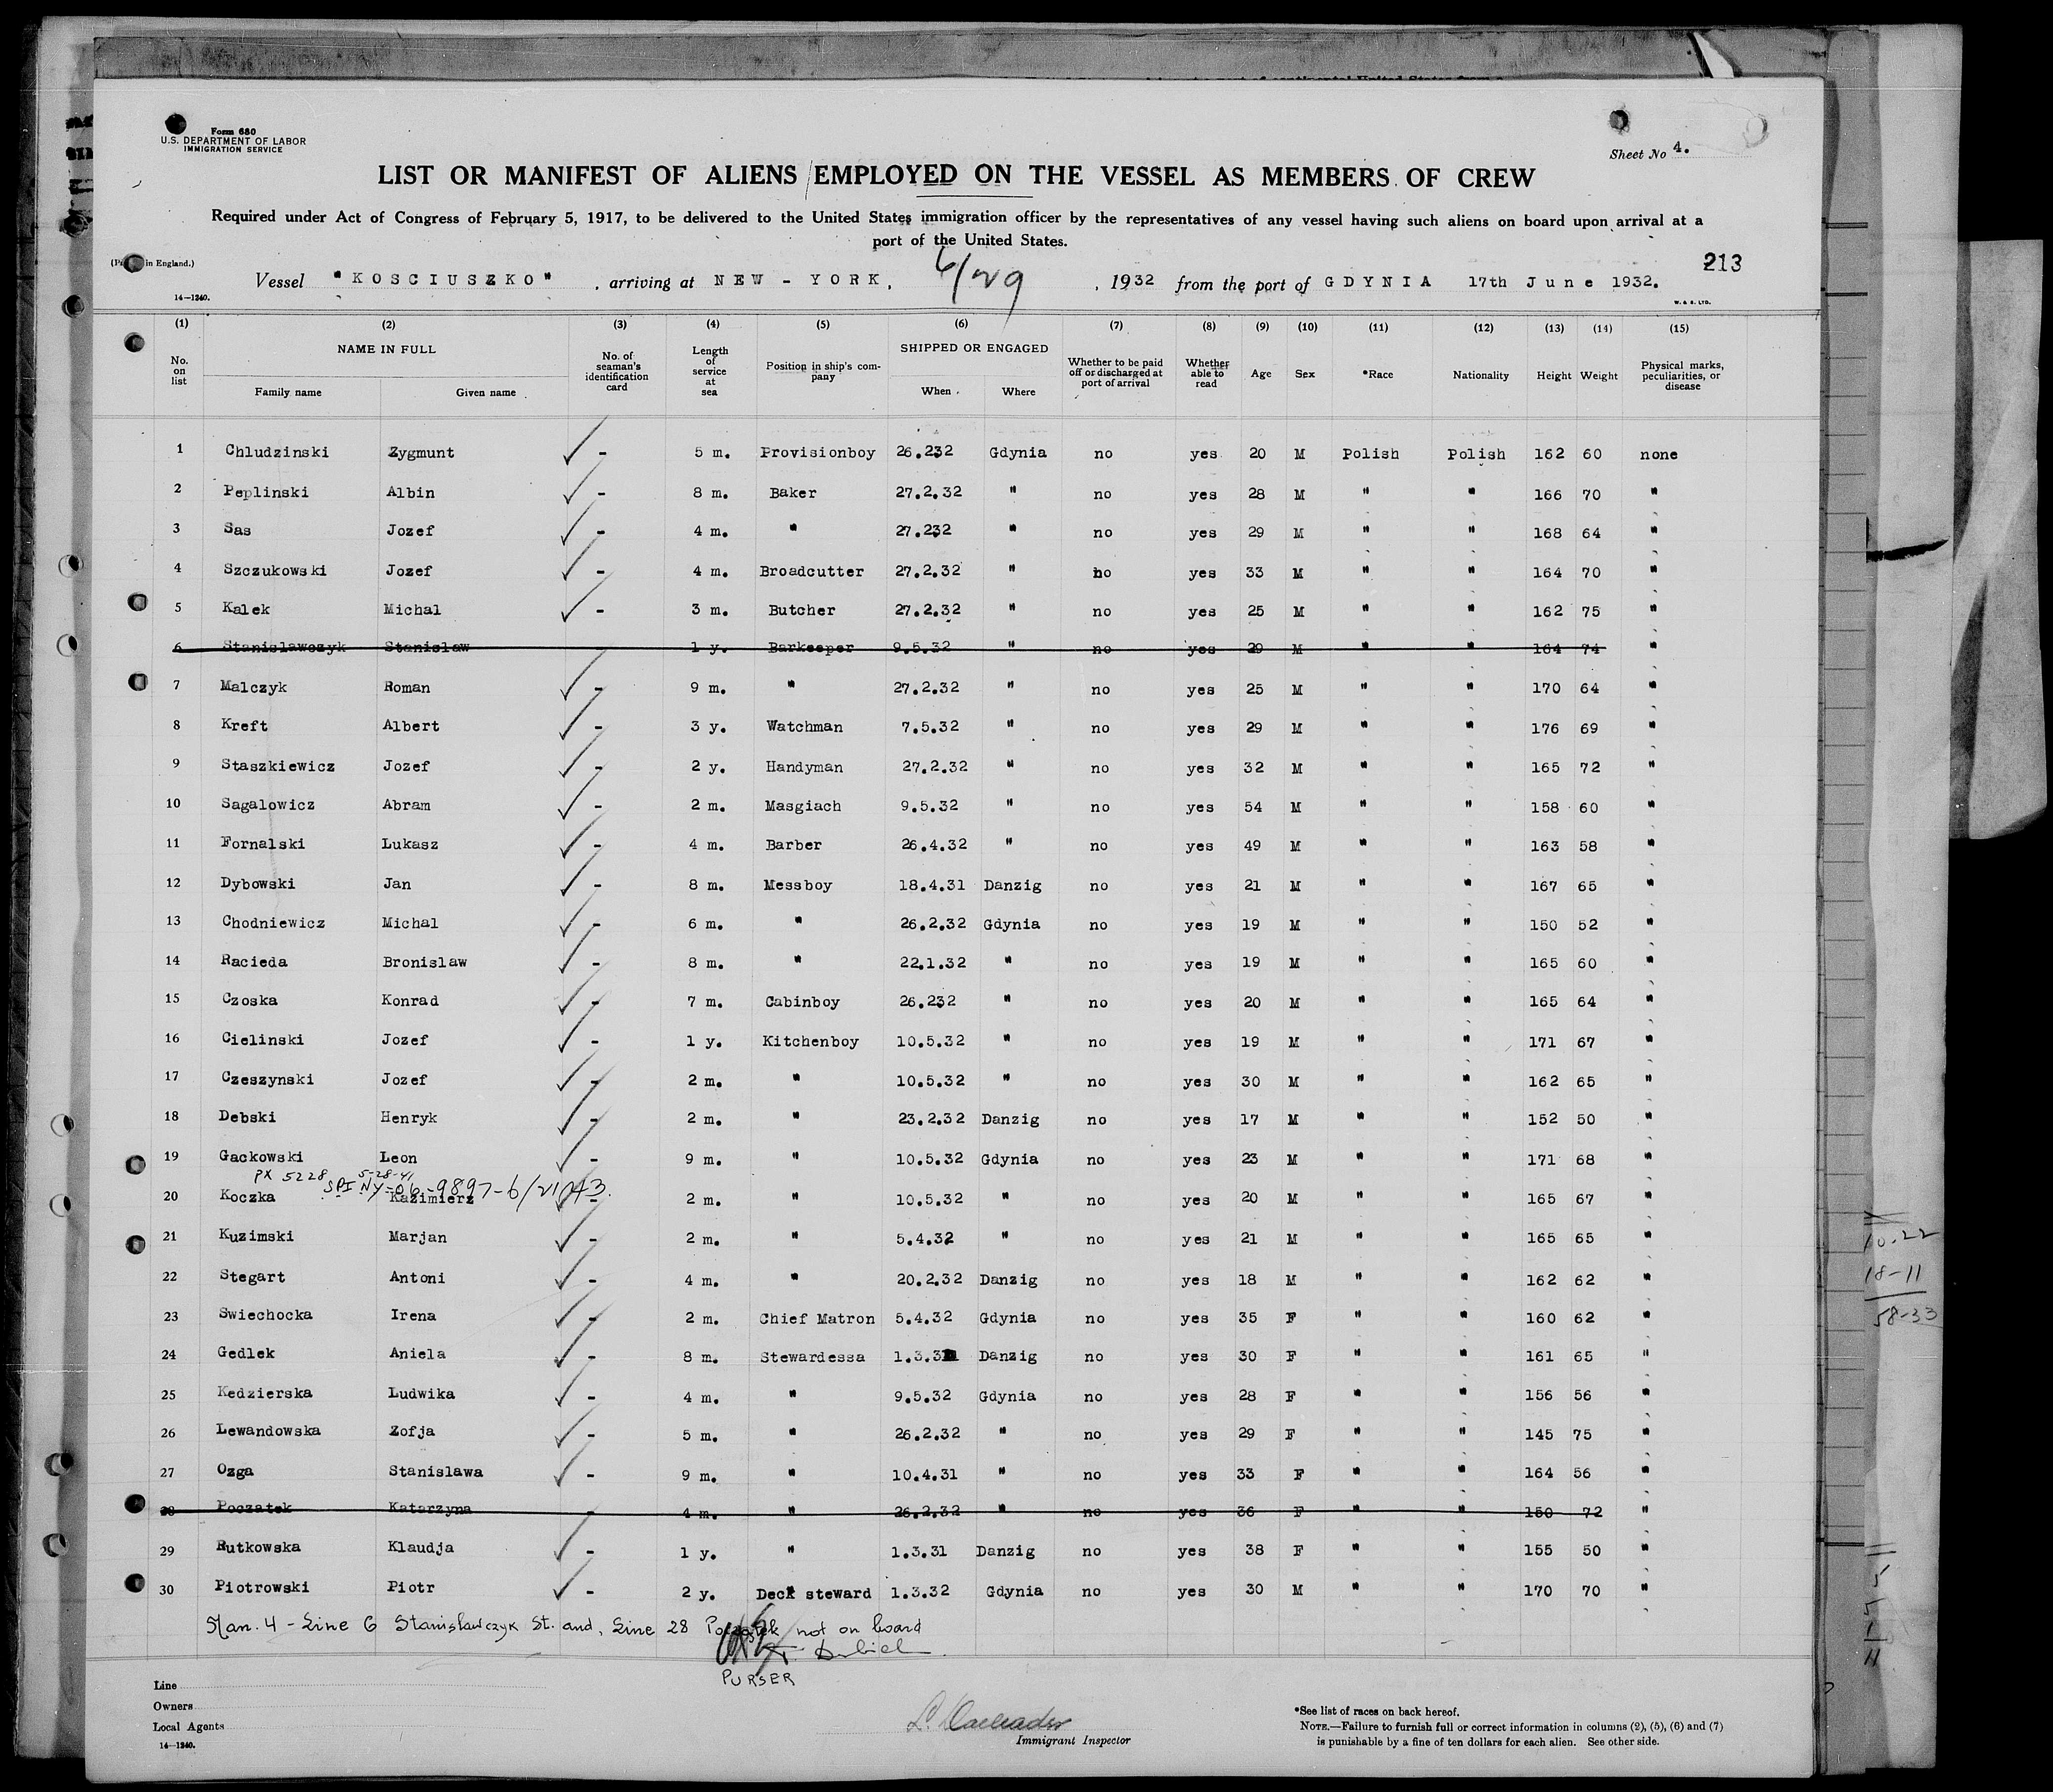 Form 680
U.S. DEPARTMENT OF LABOR
IMMIGRATION SERVICE
Sheet No 4.
LIST OR MANIFEST OF ALIENS EMPLOYED ON THE VESSEL AS MEMBERS OF CREW
Required under Act of Congress of February 5, 1917, to be delivered to the United States immigration officer by the representatives of any vessel having such aliens on board upon arrival at a
port of the United States.
in England.)
213
Vessel "KOSCIUSZKO" , arriving at NEW - YORK, 6/29 , 1932 from the port of GDYNIA 17th June 1932.
14—1240.
W. & S. LTD.
(1) (2) (3) (4) (5) (6) (7) (8) (9) (10) (11) (12) (13) (14) (15)
No. on list NAME IN FULL Family name Given name No. of seaman's identification card Length of service at sea Position in ship's company SHIPPED OR ENGAGED When Where Whether to be paid off or discharged at port of arrival Whether able to read Age Sex *Race Nationality Height Weight Physical marks, peculiarities, or disease
1 Chludzinski Zygmunt - 5 m. Provisionboy 26.232 Gdynia no yes 20 M Polish Polish 162 60 none
2 Peplinski Albin - 8 m. Baker 27.2.32 " no yes 28 M " " 166 70 "
3 Sas Jozef - 4 m. " 27.232 " no yes 29 M " " 168 64 "
4 Szczukowski Jozef - 4 m. Broadcutter 27.2.32 " no yes 33 M " " 164 70 "
5 Kalek Michal - 3 m. Butcher 27.2.32 " no yes 25 M " " 162 75 "
6 Stanislawczyk Stanislaw 1 y. Barkeeper 9.5.32 " no yes 29 M " " 164 74 "
7 Malczyk Roman - 9 m. " 27.2.32 " no yes 25 M " " 170 64 "
8 Kreft Albert - 3 y. Watchman 7.5.32 " no yes 29 M " " 176 69 "
9 Staszkiewicz Jozef - 2 y. Handyman 27.2.32 " no yes 32 M " " 165 72 "
10 Sagalowicz Abram - 2 m. Masgiach 9.5.32 " no yes 54 M " " 158 60 "
11 Fornalski Lukasz - 4 m. Barber 26.4.32 " no yes 49 M " " 163 58 "
12 Dybowski Jan - 8 m. Messboy 18.4.31 Danzig no yes 21 M " " 167 65 "
13 Chodniewicz Michal - 6 m. " 26.2.32 Gdynia no yes 19 M " " 150 52 "
14 Racieda Bronislaw - 8 m. " 22.1.32 " no yes 19 M " " 165 60 "
15 Czoska Konrad - 7 m. Cabinboy 26.232 " no yes 20 M " " 165 64 "
16 Cielinski Jozef - 1 y. Kitchenboy 10.5.32 " no yes 19 M " " 171 67 "
17 Czeszynski Jozef - 2 m. " 10.5.32 " no yes 30 M " " 162 65 "
18 Debski Henryk - 2 m. " 23.2.32 Danzig no yes 17 M " " 152 50 "
19 Gackowski Leon - 9 m. " 10.5.32 Gdynia no yes 23 M " " 171 68 "
PX 5228 5-28-41
SPI NY-06-9897-6/21/43.
20 Koczka Kazimierz - 2 m. " 10.5.32 " no yes 20 M " " 165 67 "
21 Kuzimski Marjan - 2 m. " 5.4.32 " no yes 21 M " " 165 65 "
22 Stegart Antoni - 4 m. " 20.2.32 Danzig no yes 18 M " " 162 62 "
23 Swiechocka Irena - 2 m. Chief Matron 5.4.32 Gdynia no yes 35 F " " 160 62 "
24 Gedlek Aniela - 8 m. Stewardessa 1.3.3 Danzig no yes 30 F " " 161 65 "
25 Kedzierska Ludwika - 4 m. " 9.5.32 Gdynia no yes 28 F " " 156 56 "
26 Lewandowska Zofja - 5 m. " 26.2.32 " no yes 29 F " " 145 75 "
27 Ozga Stanislawa - 9 m. " 10.4.31 " no yes 33 F " " 164 56 "
28 Poczatek Katarzyna - 4 m. " 26.2.32 " no yes 36 F " " 150 72 "
29 Rutkowska Klaudja - 1 y. " 1.3.31 Danzig no yes 38 F " " 155 50 "
30 Piotrowski Piotr - 2 y. Deck steward 1.3.32 Gdynia no yes 30 M " " 170 70 "
Man. 4 - Line 6 Stanisławczyk St. and, Line 28 Początek not on board
PURSER
Line
Owners
Local Agents
14—1240.
Immigrant Inspector
*See list of races on back hereof.
NOTE.—Failure to furnish full or correct information in columns (2), (5), (6) and (7)
is punishable by a fine of ten dollars for each alien. See other side.
10-22
18-11
58-33